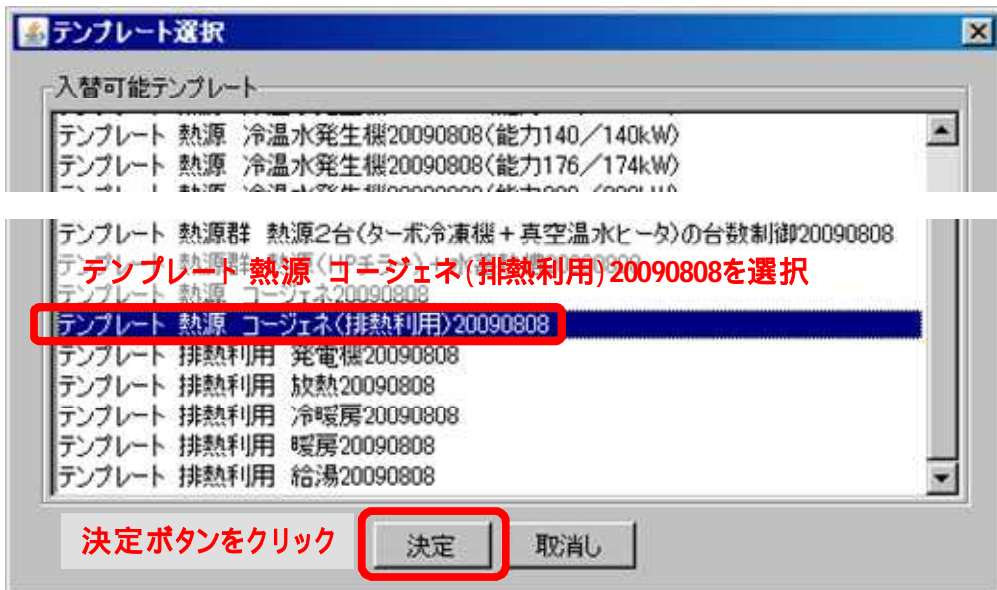 テンプレート選択
入替可能テンプレート
テンプレート 熱源 冷温水発生機20090808(能力140／140kW)
テンプレート 熱源 冷温水発生機20090808(能力176／174kW)
テンプレート 熱源群 熱源2台(ターボ冷凍機＋真空温水ヒータ)の台数制御20090808
テンプレート 熱源 コージェネ(排熱利用)20090808を選択
テンプレート 熱源 コージェネ20090808
テンプレート 熱源 コージェネ(排熱利用)20090808
テンプレート 排熱利用 発電機20090808
テンプレート 排熱利用 放熱20090808
テンプレート 排熱利用 冷暖房20090808
テンプレート 排熱利用 暖房20090808
テンプレート 排熱利用 給湯20090808
決定ボタンをクリック 決定 取消し